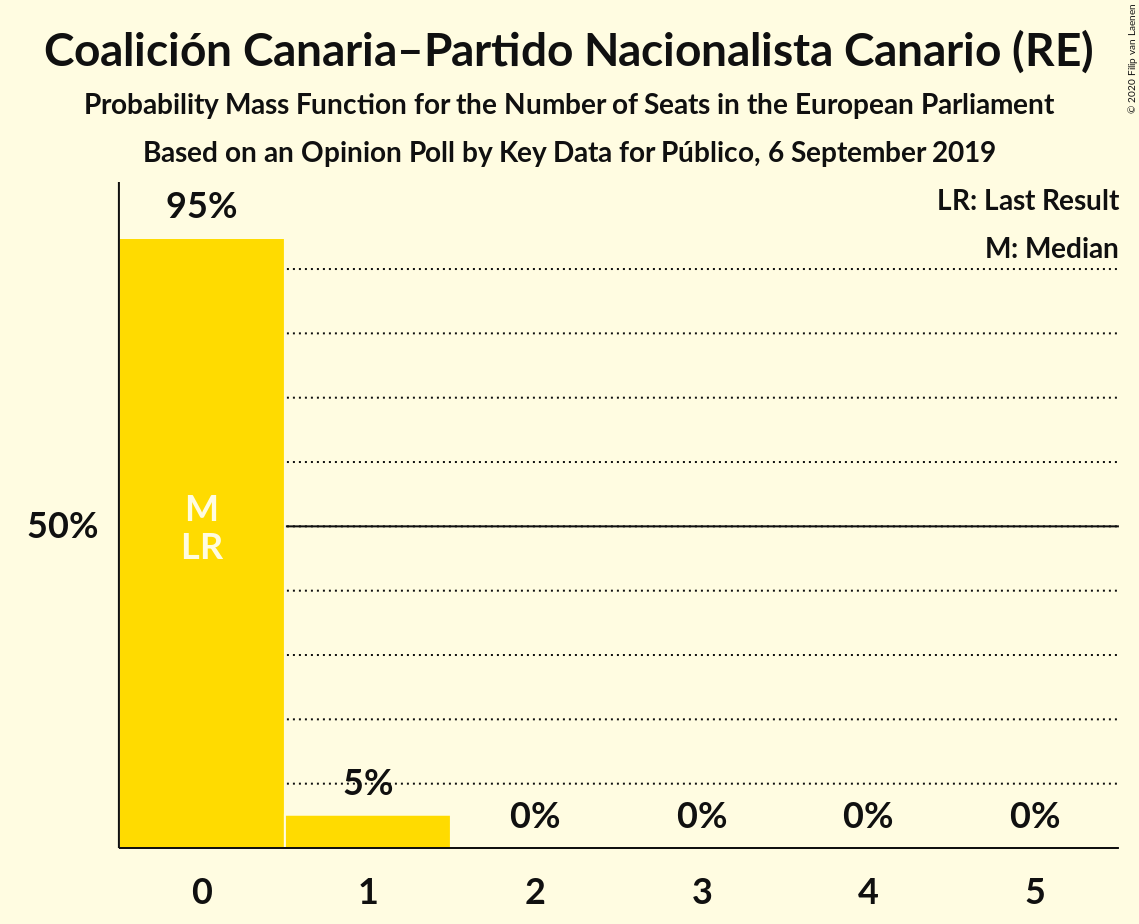 Coalición Canaria–Partido Nacionalista Canario (RE)
Probability Mass Function for the Number of Seats in the European Parliament
Based on an Opinion Poll by Key Data for Público, 6 September 2019
© 2020 Filip van Laenen
LR: Last Result
M: Median
95%
50%
M
LR
5%
0%
0%
0%
0%
0
1
2
3
4
5